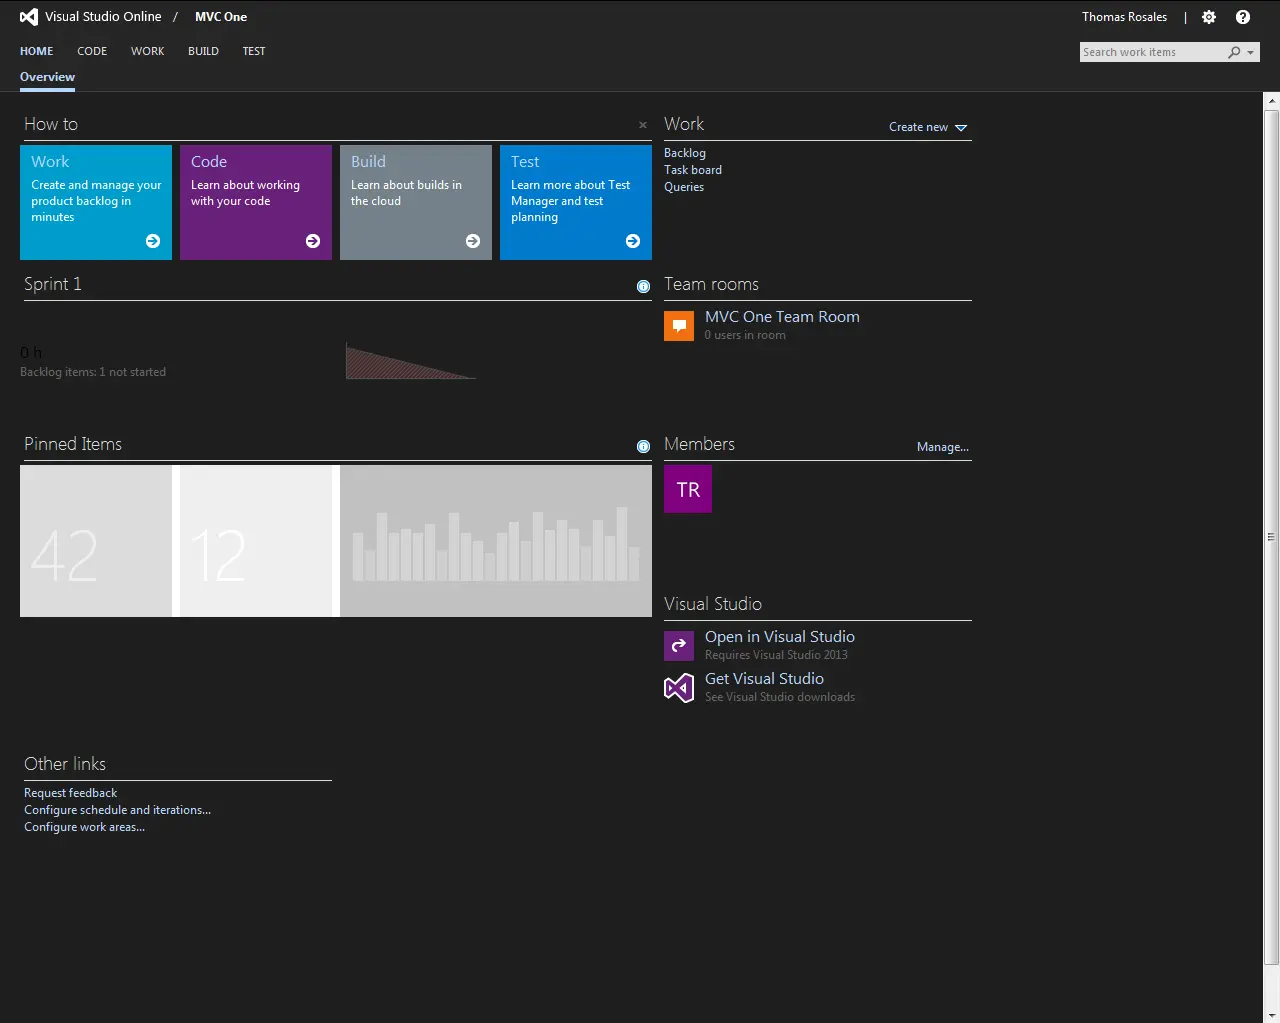 Visual Studio Online / MVC One
Thomas Rosales |
HOME CODE WORK BUILD TEST
Search work items
Overview
How to
Work
Create and manage your
product backlog in
minutes
Code
Learn about working
with your code
Build
Learn about builds in
the cloud
Test
Learn more about Test
Manager and test
planning
Work
Create new
Backlog
Task board
Queries
Sprint 1
0 h
Backlog items: 1 not started
Team rooms
MVC One Team Room
0 users in room
Pinned Items
42
12
Members
Manage...
TR
Visual Studio
Open in Visual Studio
Requires Visual Studio 2013
Get Visual Studio
See Visual Studio downloads
Other links
Request feedback
Configure schedule and iterations...
Configure work areas...